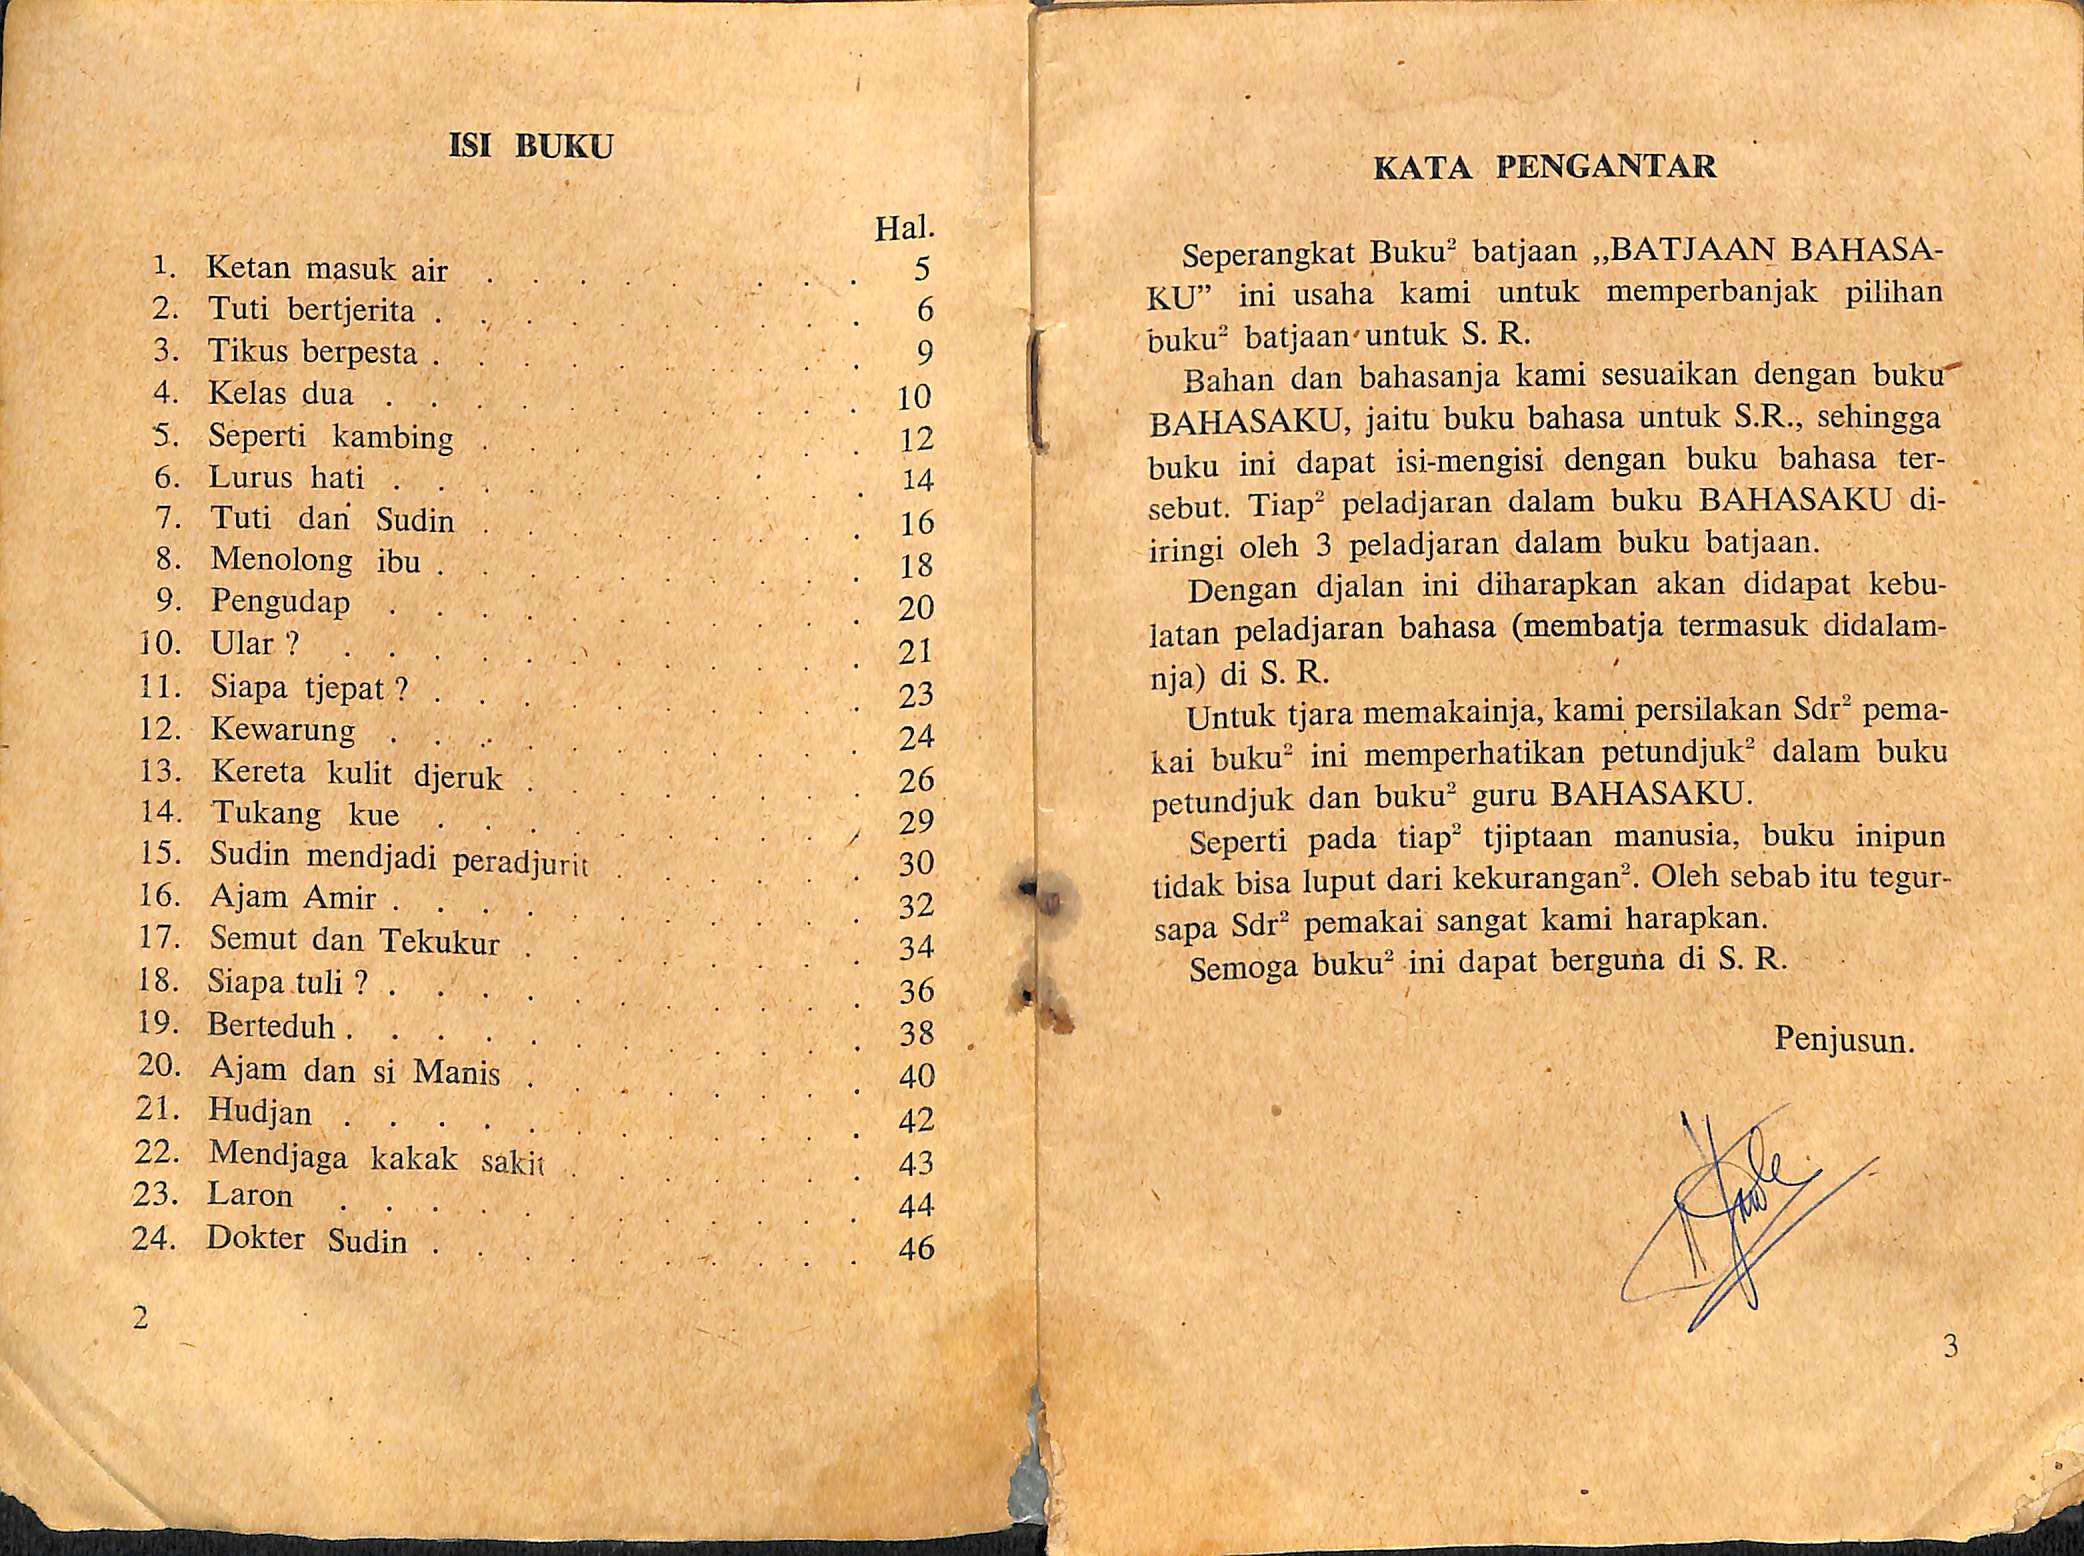 ISI BUKU
Hal.
1. Ketan masuk air . . . . . . . . . 5
2. Tuti bertjerita . . . . . . . . . . 6
3. Tikus berpesta . . . . . . . . . . 9
4. Kelas dua . . . . . . . . . . . 10
5. Seperti kambing . . . . . . . . . 12
6. Lurus hati . . . . . . . . . . . 14
7. Tuti dan Sudin . . . . . . . . . 16
8. Menolong ibu . . . . . . . . . . 18
9. Pengudap . . . . . . . . . . . 20
10. Ular ? . . . . . . . . . . . . 21
11. Siapa tjepat ? . . . . . . . . . . 23
12. Kewarung . . . . . . . . . . . 24
13. Kereta kulit djeruk . . . . . . . . 26
14. Tukang kue . . . . . . . . . . 29
15. Sudin mendjadi peradjurit . . . . . . 30
16. Ajam Amir . . . . . . . . . . . 32
17. Semut dan Tekukur . . . . . . . . 34
18. Siapa tuli ? . . . . . . . . . . . 36
19. Berteduh . . . . . . . . . . . . 38
20. Ajam dan si Manis . . . . . . . . 40
21. Hudjan . . . . . . . . . . . . 42
22. Mendjaga kakak sakit . . . . . . . 43
23. Laron . . . . . . . . . . . . 44
24. Dokter Sudin . . . . . . . . . . 46
2
KATA PENGANTAR
Seperangkat Buku² batjaan „BATJAAN BAHASA-
KU” ini usaha kami untuk memperbanjak pilihan
buku² batjaan untuk S. R.
Bahan dan bahasanja kami sesuaikan dengan buku
BAHASAKU, jaitu buku bahasa untuk S.R., sehingga
buku ini dapat isi-mengisi dengan buku bahasa ter-
sebut. Tiap² peladjaran dalam buku BAHASAKU di-
iringi oleh 3 peladjaran dalam buku batjaan.
Dengan djalan ini diharapkan akan didapat kebu-
latan peladjaran bahasa (membatja termasuk didalam-
nja) di S. R.
Untuk tjara memakainja, kami persilakan Sdr² pema-
kai buku² ini memperhatikan petundjuk² dalam buku
petundjuk dan buku² guru BAHASAKU.
Seperti pada tiap² tjiptaan manusia, buku inipun
tidak bisa luput dari kekurangan². Oleh sebab itu tegur-
sapa Sdr² pemakai sangat kami harapkan.
Semoga buku² ini dapat berguna di S. R.
Penjusun.
3